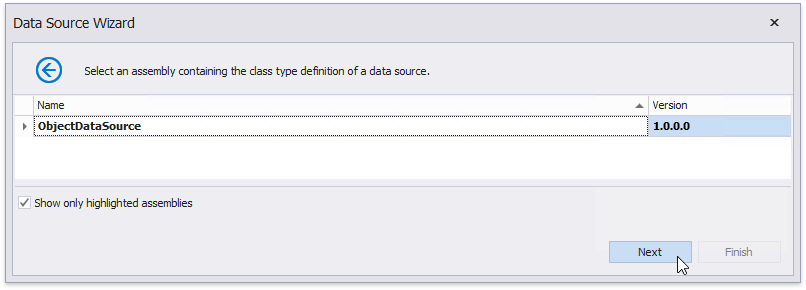 Data Source Wizard
Select an assembly containing the class type definition of a data source.
Name Version
ObjectDataSource 1.0.0.0
Show only highlighted assemblies
Next Finish